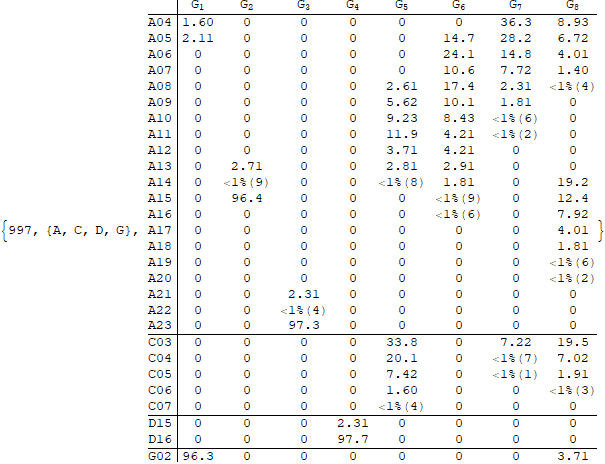 G₁ G₂ G₃ G₄ G₅ G₆ G₇ G₈
A04 1.60 0 0 0 0 0 36.3 8.93
A05 2.11 0 0 0 0 14.7 28.2 6.72
A06 0 0 0 0 0 24.1 14.8 4.01
A07 0 0 0 0 0 10.6 7.72 1.40
A08 0 0 0 0 2.61 17.4 2.31 <1%(4)
A09 0 0 0 0 5.62 10.1 1.81 0
A10 0 0 0 0 9.23 8.43 <1%(6) 0
A11 0 0 0 0 11.9 4.21 <1%(2) 0
A12 0 0 0 0 3.71 4.21 0 0
A13 0 2.71 0 0 2.81 2.91 0 0
A14 0 <1%(9) 0 0 <1%(8) 1.81 0 19.2
A15 0 96.4 0 0 0 <1%(9) 0 12.4
A16 0 0 0 0 0 <1%(6) 0 7.92
{997, {A, C, D, G}, A17 0 0 0 0 0 0 0 4.01 }
A18 0 0 0 0 0 0 0 1.81
A19 0 0 0 0 0 0 0 <1%(6)
A20 0 0 0 0 0 0 0 <1%(2)
A21 0 0 2.31 0 0 0 0 0
A22 0 0 <1%(4) 0 0 0 0 0
A23 0 0 97.3 0 0 0 0 0
C03 0 0 0 0 33.8 0 7.22 19.5
C04 0 0 0 0 20.1 0 <1%(7) 7.02
C05 0 0 0 0 7.42 0 <1%(1) 1.91
C06 0 0 0 0 1.60 0 0 <1%(3)
C07 0 0 0 0 <1%(4) 0 0 0
D15 0 0 0 2.31 0 0 0 0
D16 0 0 0 97.7 0 0 0 0
G02 96.3 0 0 0 0 0 0 3.71